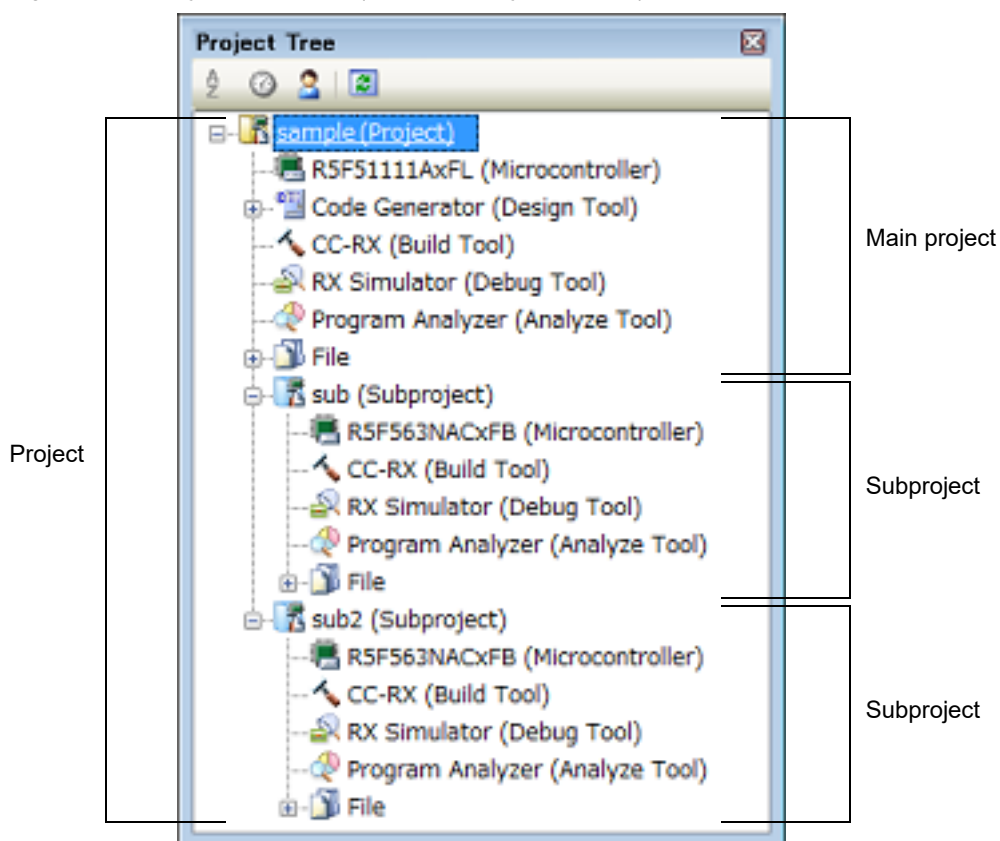 Project Tree
sample (Project)
R5F51111AxFL (Microcontroller)
Code Generator (Design Tool)
CC-RX (Build Tool)
RX Simulator (Debug Tool)
Program Analyzer (Analyze Tool)
File
Main project
sub (Subproject)
R5F563NACxFB (Microcontroller)
CC-RX (Build Tool)
RX Simulator (Debug Tool)
Program Analyzer (Analyze Tool)
File
Project
Subproject
sub2 (Subproject)
R5F563NACxFB (Microcontroller)
CC-RX (Build Tool)
RX Simulator (Debug Tool)
Program Analyzer (Analyze Tool)
File
Subproject